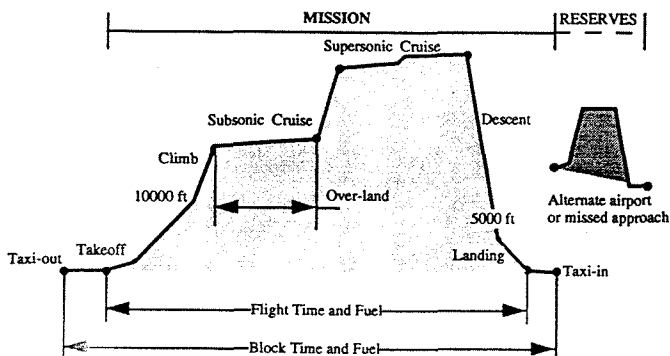 MISSION
RESERVES
Supersonic Cruise
Subsonic Cruise
Descent
Climb
Over-land
10000 ft
5000 ft
Alternate airport
or missed approach
Takeoff
Landing
Taxi-out
Taxi-in
Flight Time and Fuel
Block Time and Fuel